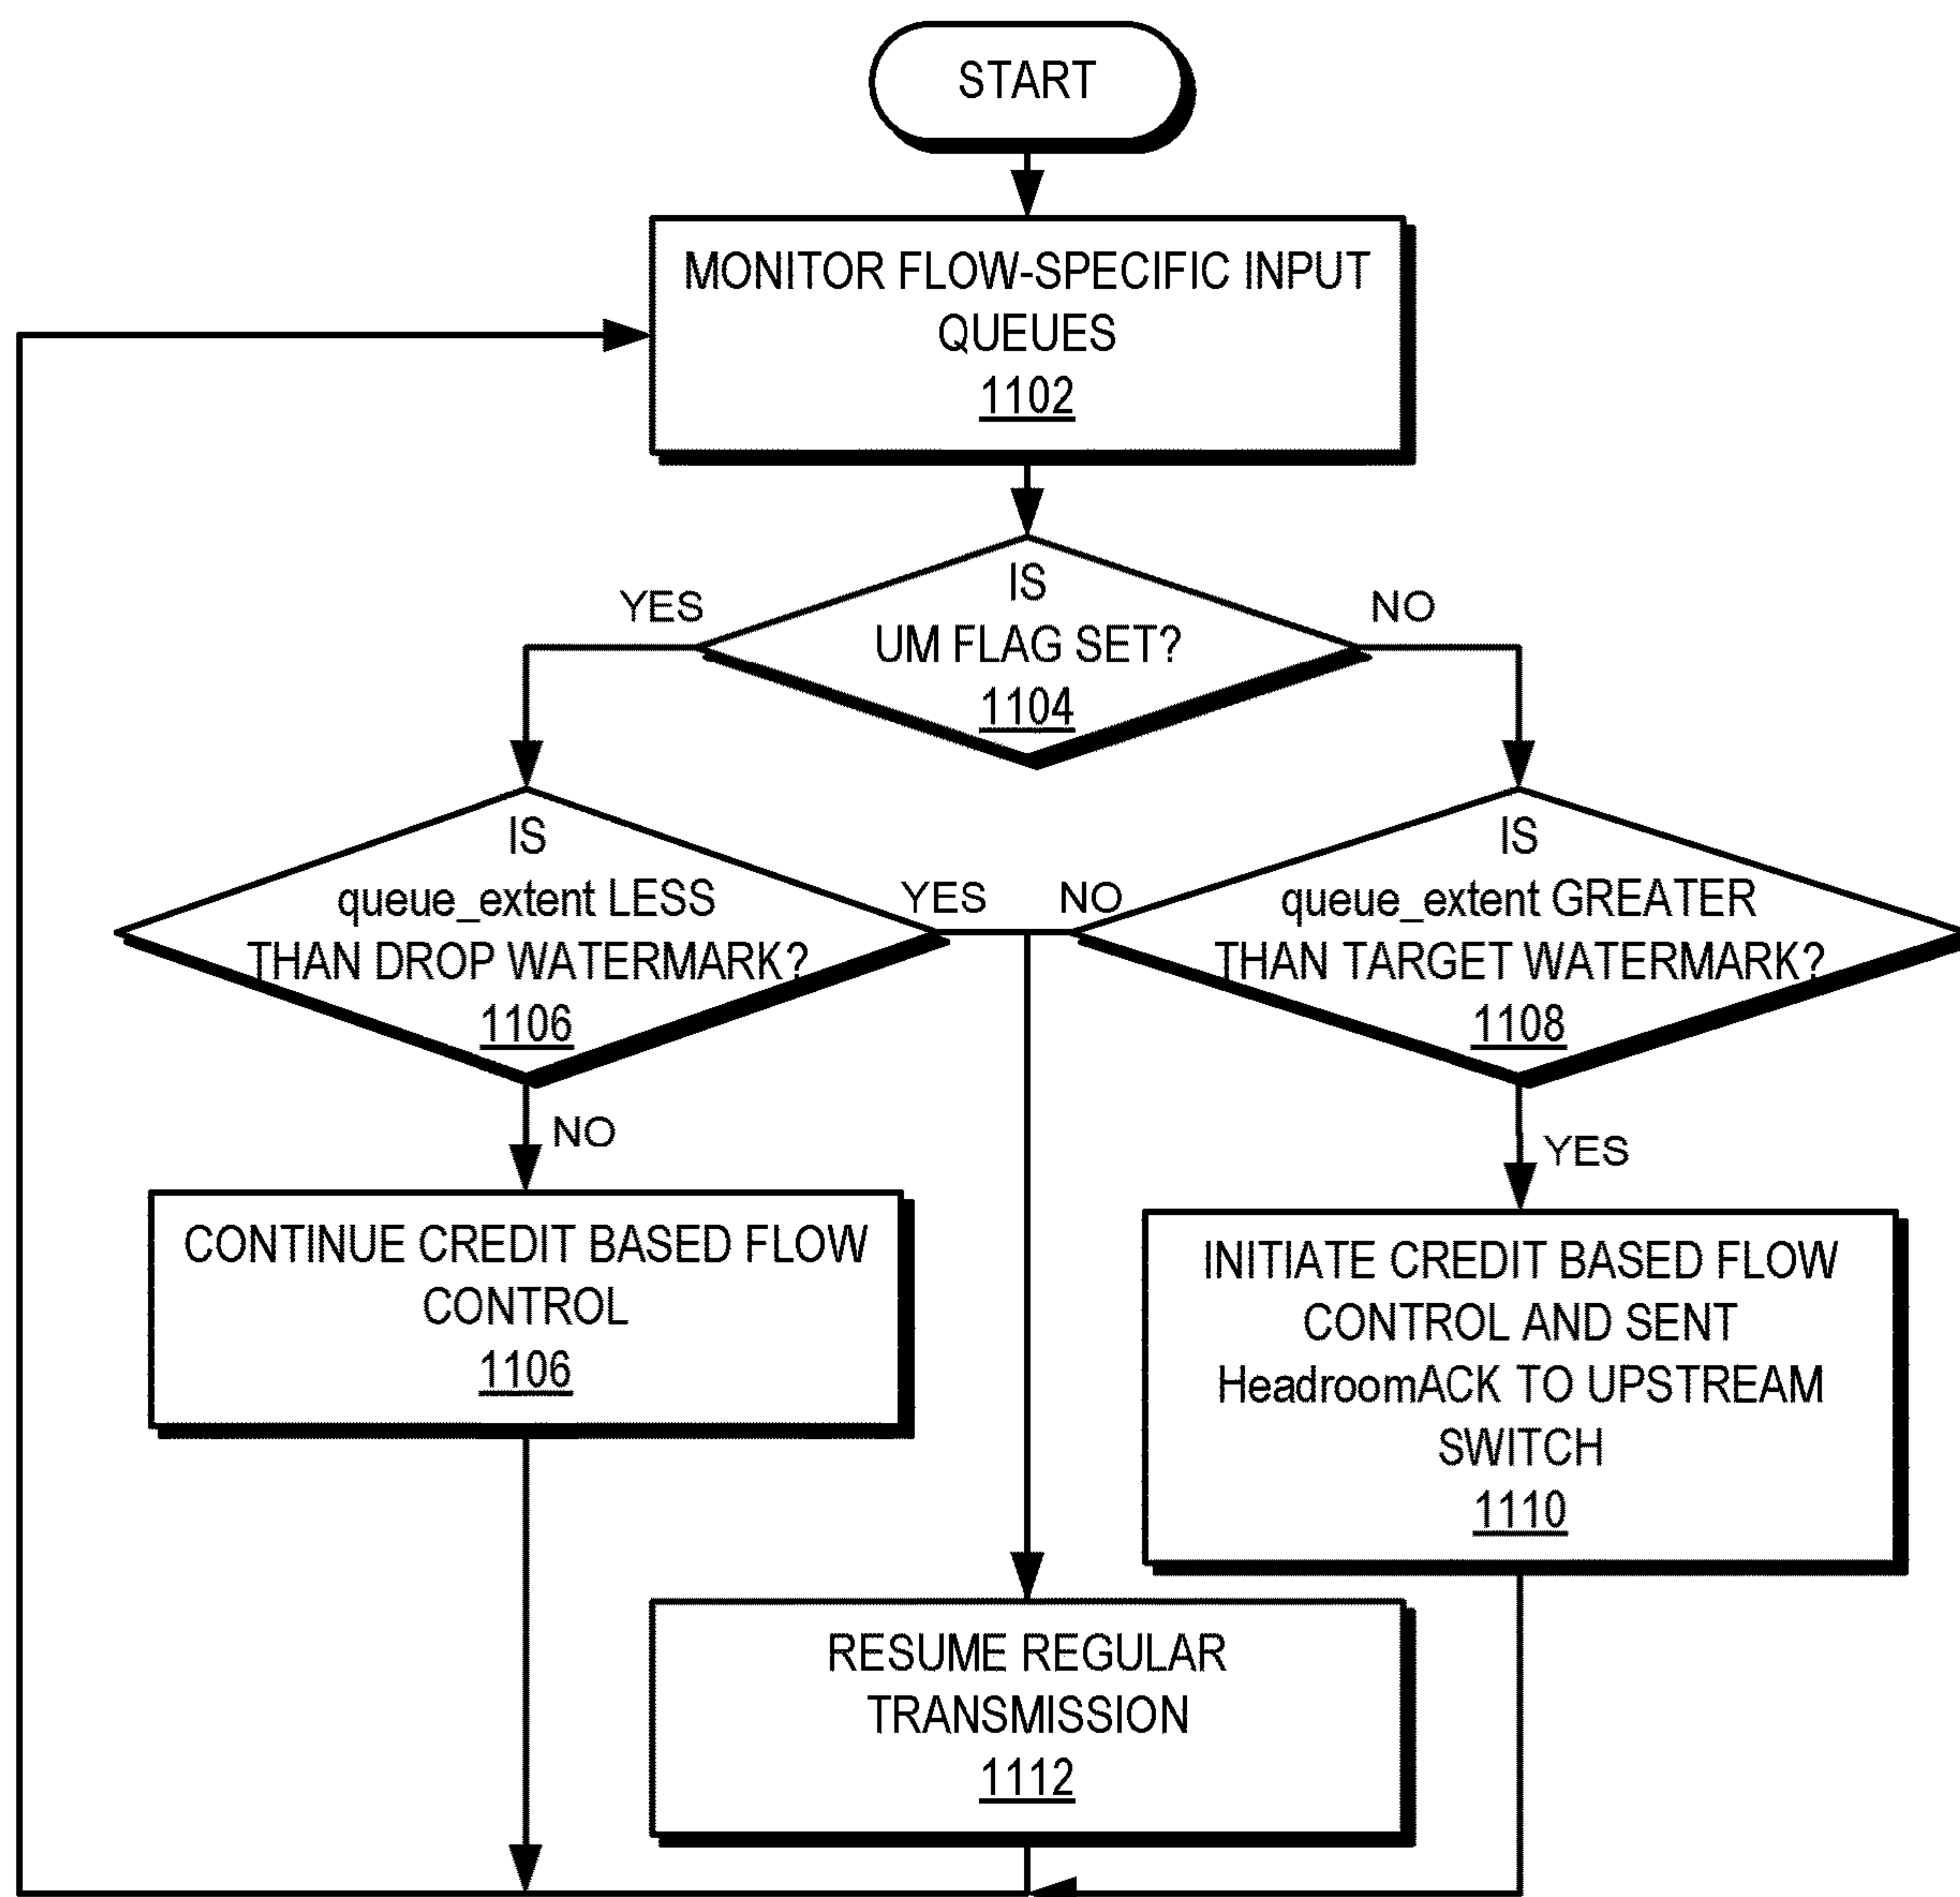 START
MONITOR FLOW-SPECIFIC INPUT
QUEUES
1102
IS
UM FLAG SET?
1104
YES
NO
IS
queue_extent LESS
THAN DROP WATERMARK?
1106
YES
NO
IS
queue_extent GREATER
THAN TARGET WATERMARK?
1108
NO
YES
CONTINUE CREDIT BASED FLOW
CONTROL
1106
INITIATE CREDIT BASED FLOW
CONTROL AND SENT
HeadroomACK TO UPSTREAM
SWITCH
1110
RESUME REGULAR
TRANSMISSION
1112